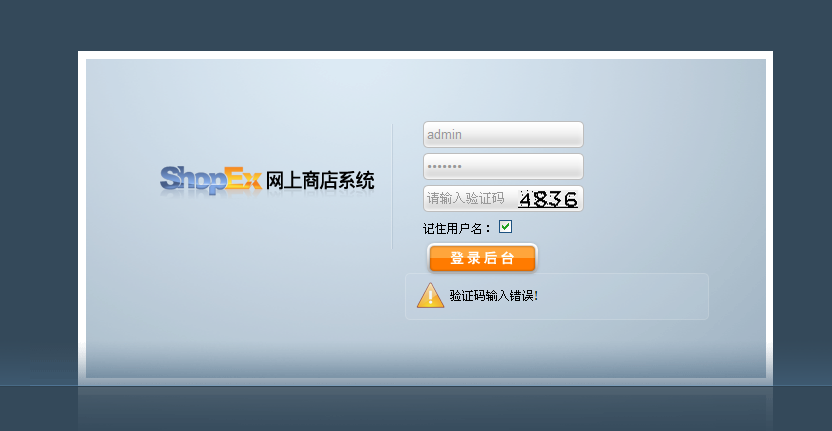 ShopEx 网上商店系统
admin
•••••••
请输入验证码 4836
记住用户名：
登录后台
验证码输入错误!